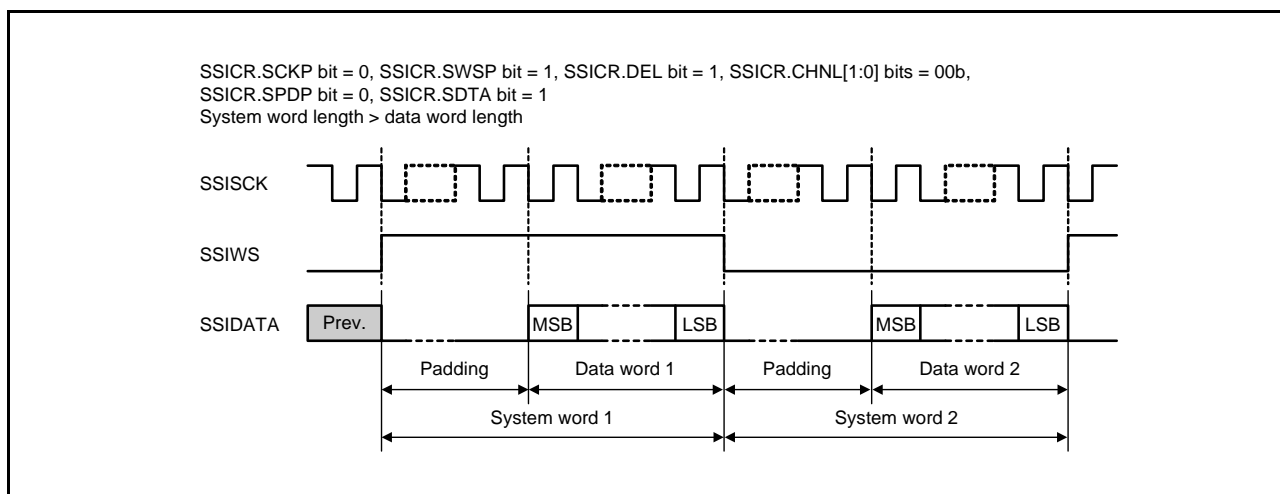 SSICR.SCKP bit = 0, SSICR.SWSP bit = 1, SSICR.DEL bit = 1, SSICR.CHNL[1:0] bits = 00b,
SSICR.SPDP bit = 0, SSICR.SDTA bit = 1
System word length > data word length
SSISCK
SSIWS
SSIDATA Prev. MSB LSB MSB LSB
Padding Data word 1 Padding Data word 2
System word 1 System word 2